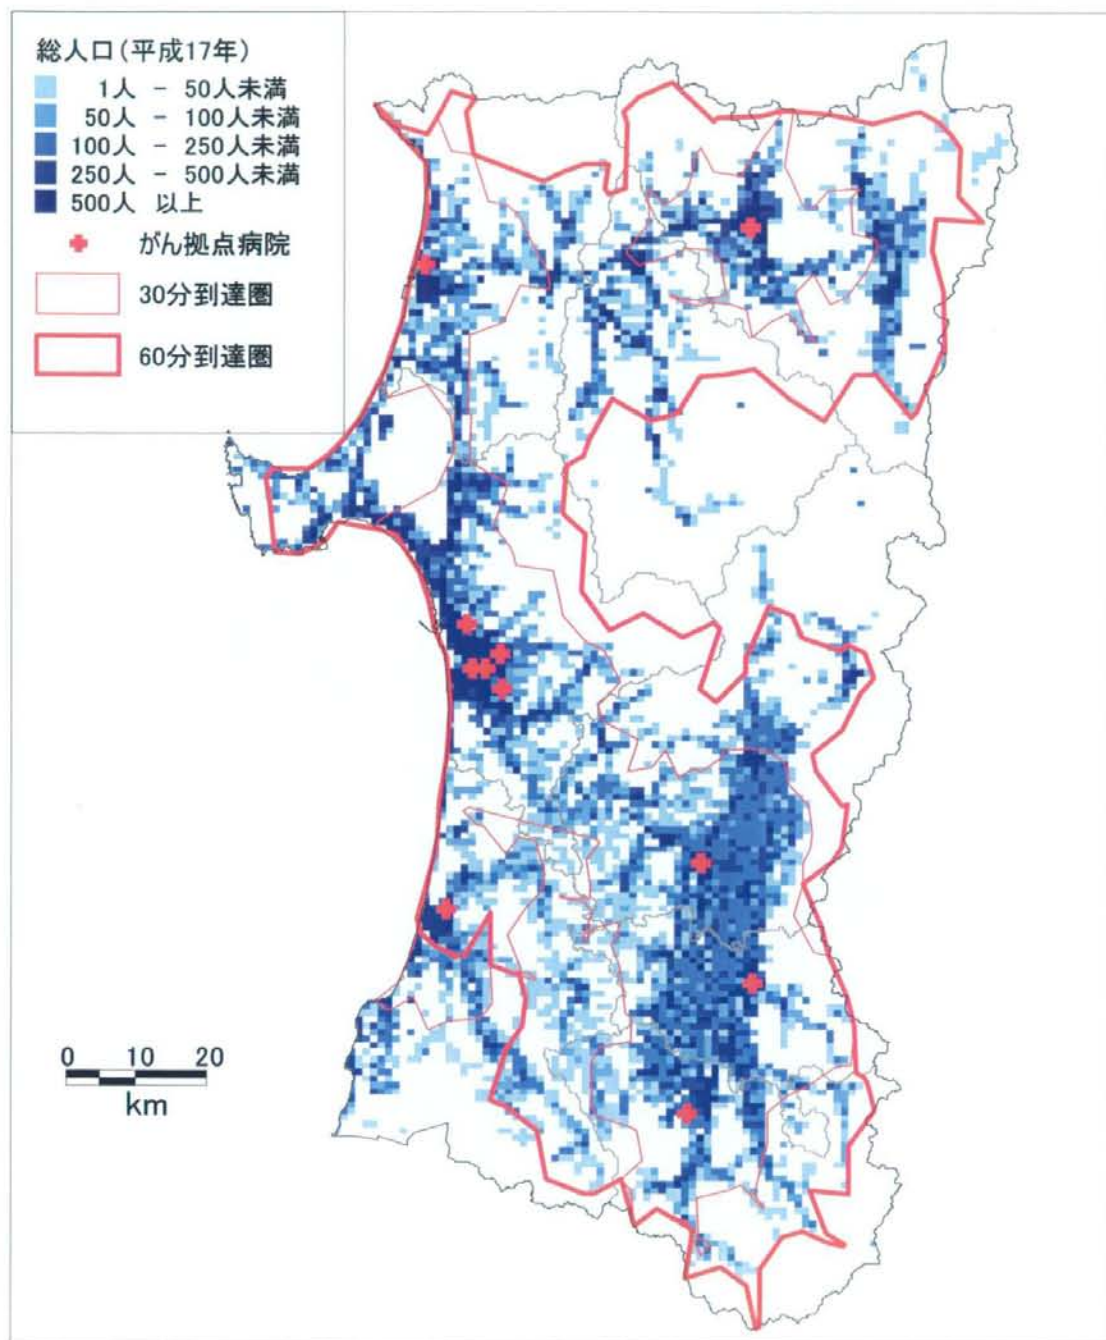 総人口(平成17年)
1人 － 50人未満
50人 － 100人未満
100人 － 250人未満
250人 － 500人未満
500人 以上
がん拠点病院
30分到達圏
60分到達圏
0 10 20
km